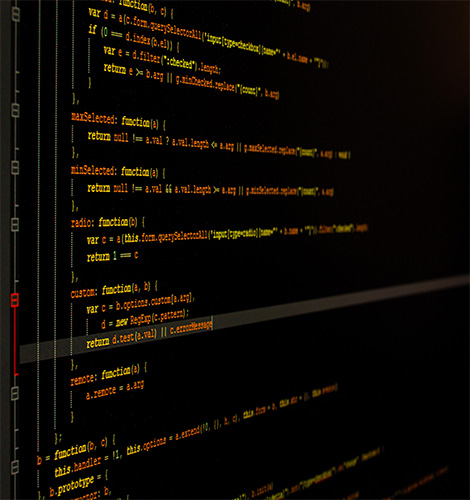 function(b, c) {
var d = a(c.form.querySelectorAll('input[type=checkbox][name="' + b.el.name + '"]'));
if (0 === d.index(b.el)) {
var e = d.filter(":checked").length;
return e >= b.arg || g.minChecked.replace("{count}", b.arg)
}
},
maxSelected: function(a) {
return null !== a.val ? a.val.length <= a.arg || g.maxSelected.replace("{count}", a.arg) : void 0
},
minSelected: function(a) {
return null !== a.val && a.val.length >= a.arg || g.minSelected.replace("{count}", a.arg)
},
radio: function(b) {
var c = a(this.form.querySelectorAll('input[type=radio][name="' + b.name + '"]')).filter(":checked").length
return 1 === c
},
custom: function(a, b) {
var c = b.options.custom[a.arg],
d = new RegExp(c.pattern);
return d.test(a.val) || c.errorMessage
},
remote: function(a) {
a.remote = a.arg
}
};
b = function(b, c) {
this.handler = !1, this.options = a.extend(!0, {}, h, c), this.form = b, this.str = {}, this
b.prototype = {